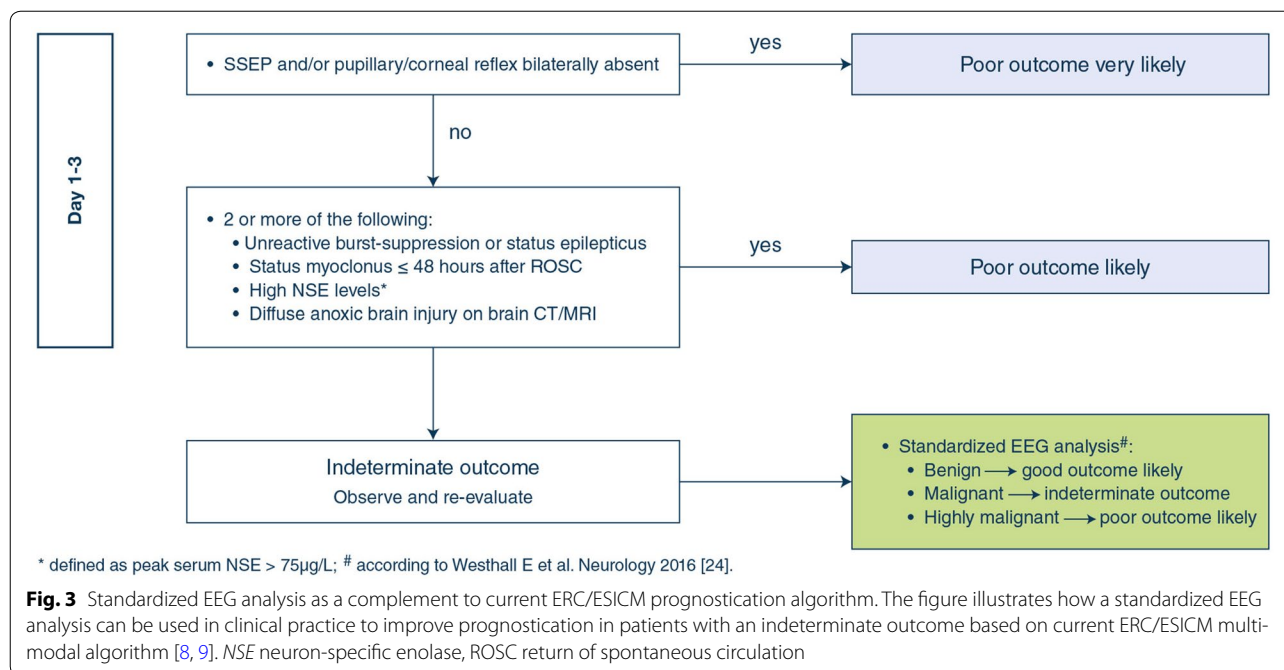 Day 1-3
• SSEP and/or pupillary/corneal reflex bilaterally absent
yes
Poor outcome very likely
no
• 2 or more of the following:
• Unreactive burst-suppression or status epilepticus
• Status myoclonus ≤ 48 hours after ROSC
• High NSE levels*
• Diffuse anoxic brain injury on brain CT/MRI
yes
Poor outcome likely
Indeterminate outcome
Observe and re-evaluate
• Standardized EEG analysis#:
• Benign → good outcome likely
• Malignant → indeterminate outcome
• Highly malignant → poor outcome likely
* defined as peak serum NSE > 75µg/L; # according to Westhall E et al. Neurology 2016 [24].
Fig. 3 Standardized EEG analysis as a complement to current ERC/ESICM prognostication algorithm. The figure illustrates how a standardized EEG
analysis can be used in clinical practice to improve prognostication in patients with an indeterminate outcome based on current ERC/ESICM multi-
modal algorithm [8, 9]. NSE neuron-specific enolase, ROSC return of spontaneous circulation